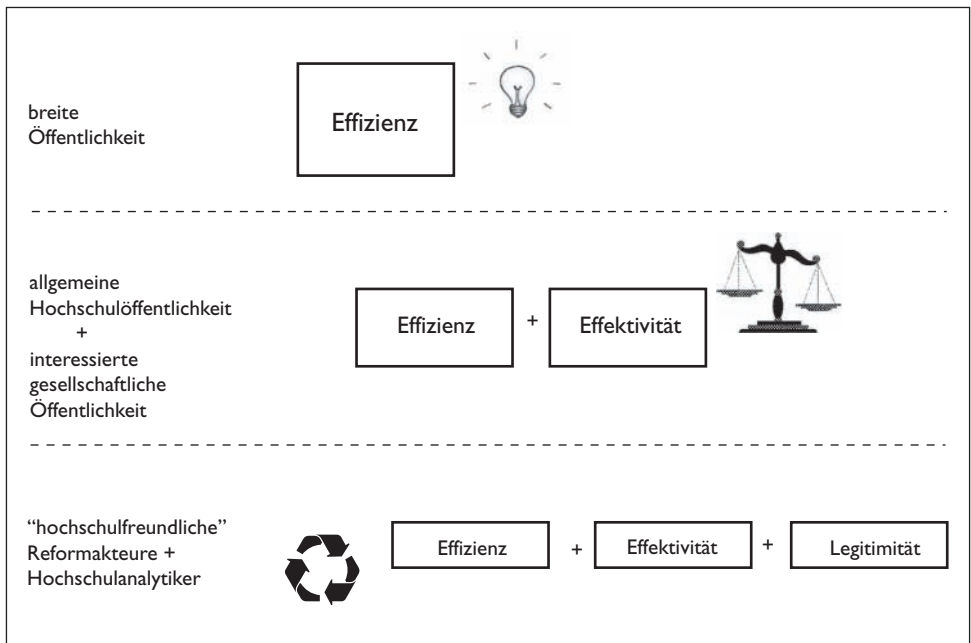 breite
Öffentlichkeit
Effizienz
allgemeine
Hochschulöffentlichkeit
+
interessierte
gesellschaftliche
Öffentlichkeit
Effizienz + Effektivität
“hochschulfreundliche”
Reformakteure +
Hochschulanalytiker
Effizienz + Effektivität + Legitimität